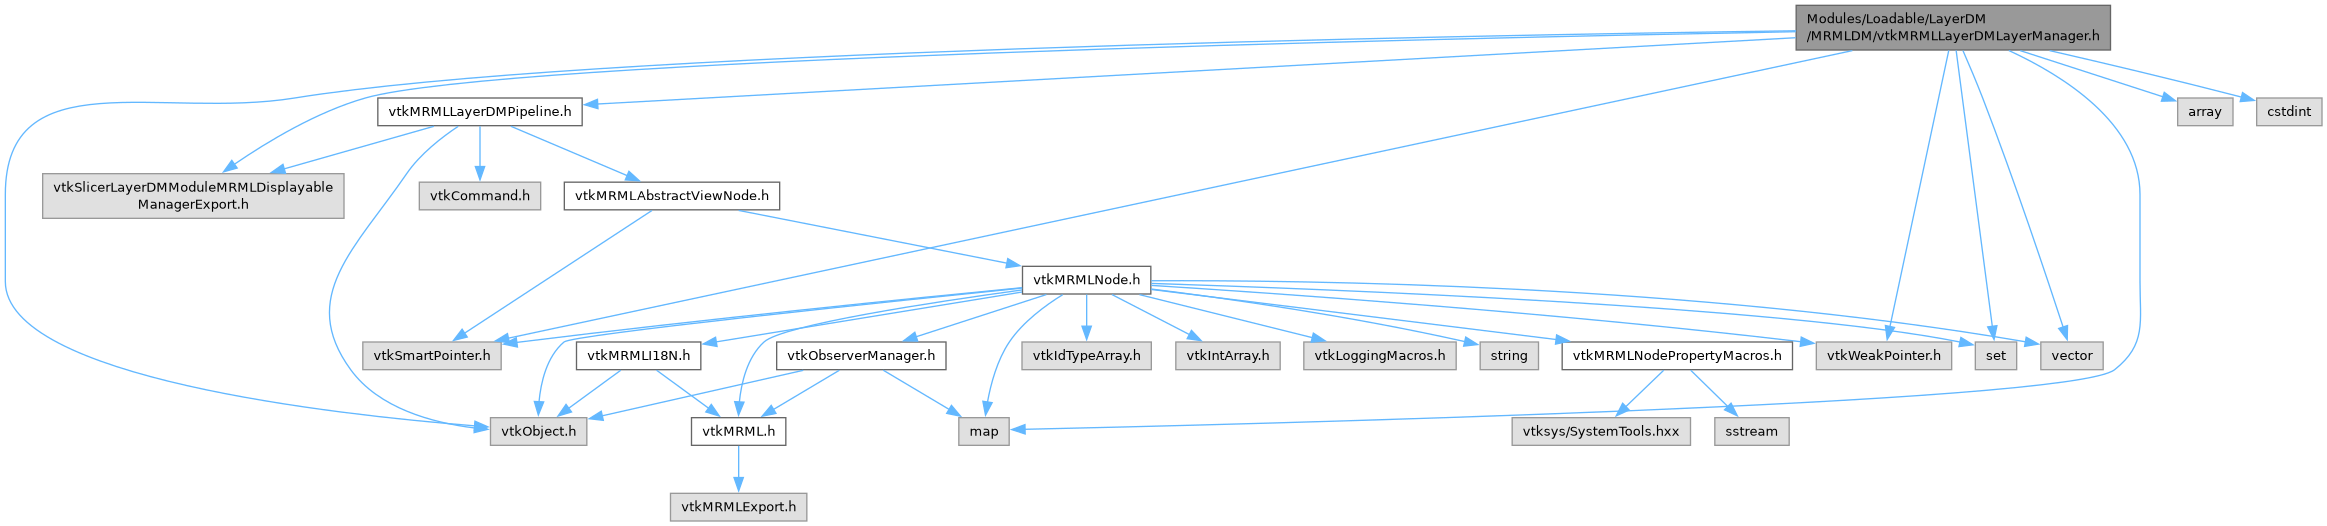 Modules/Loadable/LayerDM
/MRMLDM/vtkMRMLLayerDMLayerManager.h
vtkMRMLLayerDMPipeline.h
array
cstdint
vtkSlicerLayerDMModuleMRMLDisplayable
ManagerExport.h
vtkCommand.h
vtkMRMLAbstractViewNode.h
vtkMRMLNode.h
vtkSmartPointer.h
vtkMRMLI18N.h
vtkObserverManager.h
vtkIdTypeArray.h
vtkIntArray.h
vtkLoggingMacros.h
string
vtkMRMLNodePropertyMacros.h
vtkWeakPointer.h
set
vector
vtkObject.h
vtkMRML.h
map
vtksys/SystemTools.hxx
sstream
vtkMRMLExport.h